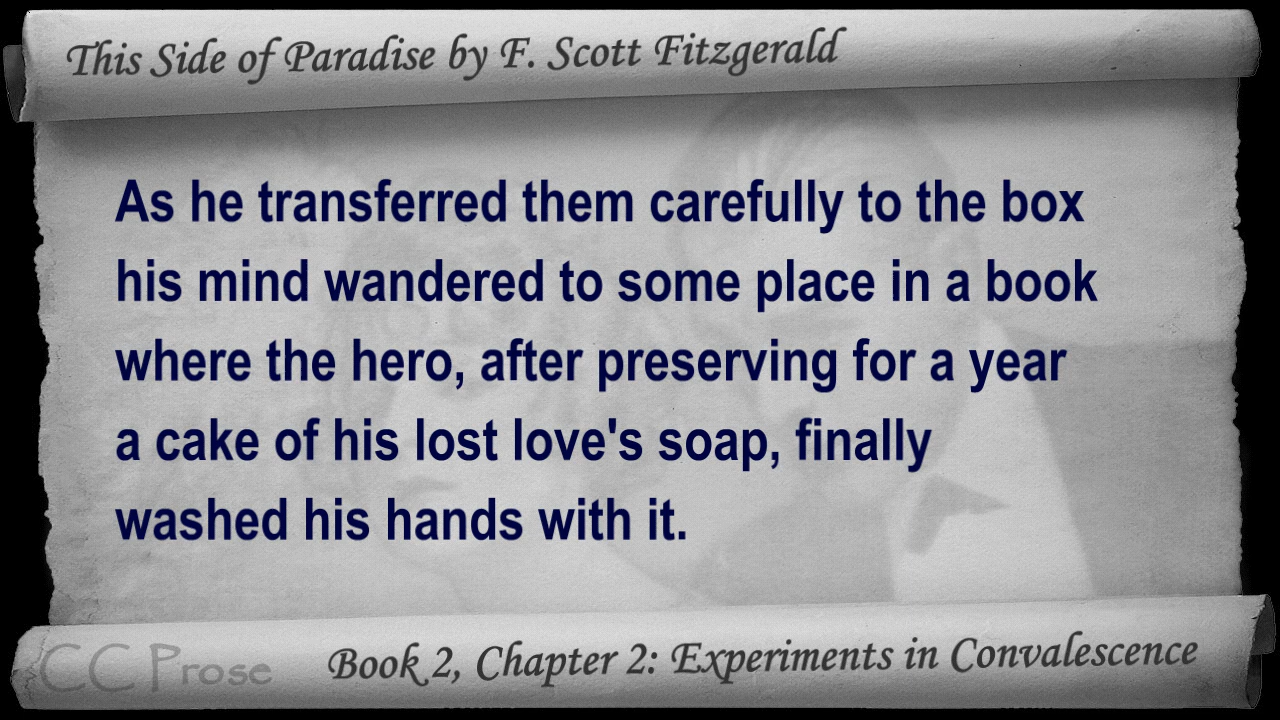 This Side of Paradise by F. Scott Fitzgerald
As he transferred them carefully to the box
his mind wandered to some place in a book
where the hero, after preserving for a year
a cake of his lost love's soap, finally
washed his hands with it.
CC Prose
Book 2, Chapter 2: Experiments in Convalescence